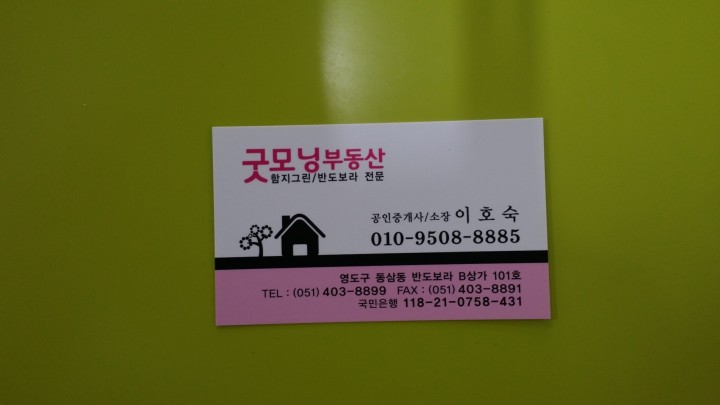 굿모닝부동산
함지그린/반도보라 전문
공인중개사/소장 이호숙
010-9508-8885
영도구 동삼동 반도보라 B상가 101호
TEL : (051) 403-8899 FAX : (051) 403-8891
국민은행 118-21-0758-431